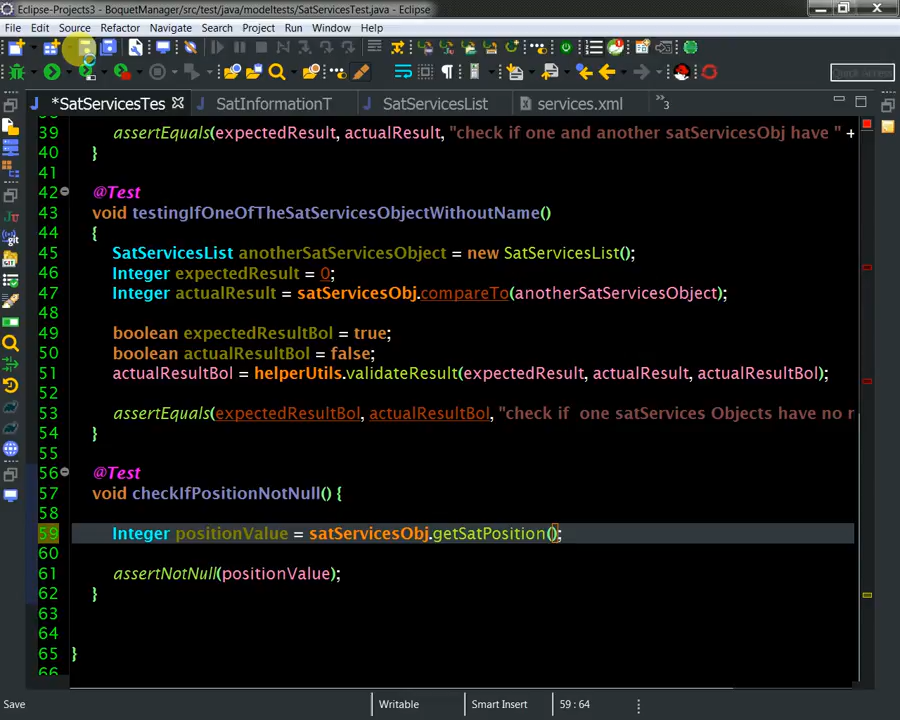 Eclipse-Projects3 - BoquetManager/src/test/java/modeltests/SatServicesTest.java - Eclipse
File Edit Source Refactor Navigate Search Project Run Window Help
Quick Access
*SatServicesTes SatInformationT SatServicesList services.xml »3
39 assertEquals(expectedResult, actualResult, "check if one and another satServicesObj have " +
40 }
41
42 @Test
43 void testingIfOneOfTheSatServicesObjectWithoutName()
44 {
45 SatServicesList anotherSatServicesObject = new SatServicesList();
46 Integer expectedResult = 0;
47 Integer actualResult = satServicesObj.compareTo(anotherSatServicesObject);
48
49 boolean expectedResultBol = true;
50 boolean actualResultBol = false;
51 actualResultBol = helperUtils.validateResult(expectedResult, actualResult, actualResultBol);
52
53 assertEquals(expectedResultBol, actualResultBol, "check if  one satServices Objects have no
54 }
55
56 @Test
57 void checkIfPositionNotNull() {
58
59 Integer positionValue = satServicesObj.getSatPosition();
60
61 assertNotNull(positionValue);
62 }
63
64
65 }
66
Save Writable Smart Insert 59 : 64